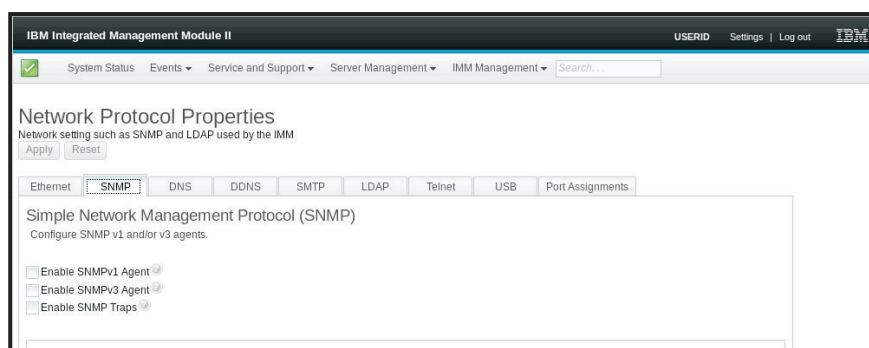 IBM Integrated Management Module II
USERID Settings | Log out IBM
System Status Events Service and Support Server Management IMM Management Search...
Network Protocol Properties
Network setting such as SNMP and LDAP used by the IMM
Apply Reset
Ethernet SNMP DNS DDNS SMTP LDAP Telnet USB Port Assignments
Simple Network Management Protocol (SNMP)
Configure SNMP v1 and/or v3 agents.
Enable SNMPv1 Agent
Enable SNMPv3 Agent
Enable SNMP Traps